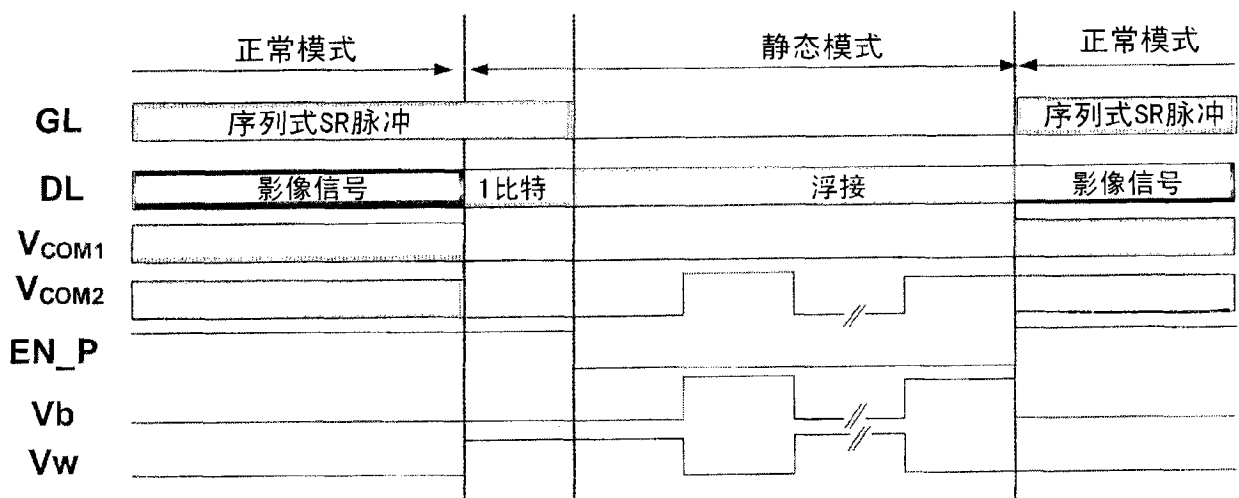 正常模式
静态模式
正常模式
GL
序列式SR脉冲
序列式SR脉冲
DL
影像信号
1比特
浮接
影像信号
VCOM1
VCOM2
EN_P
Vb
Vw